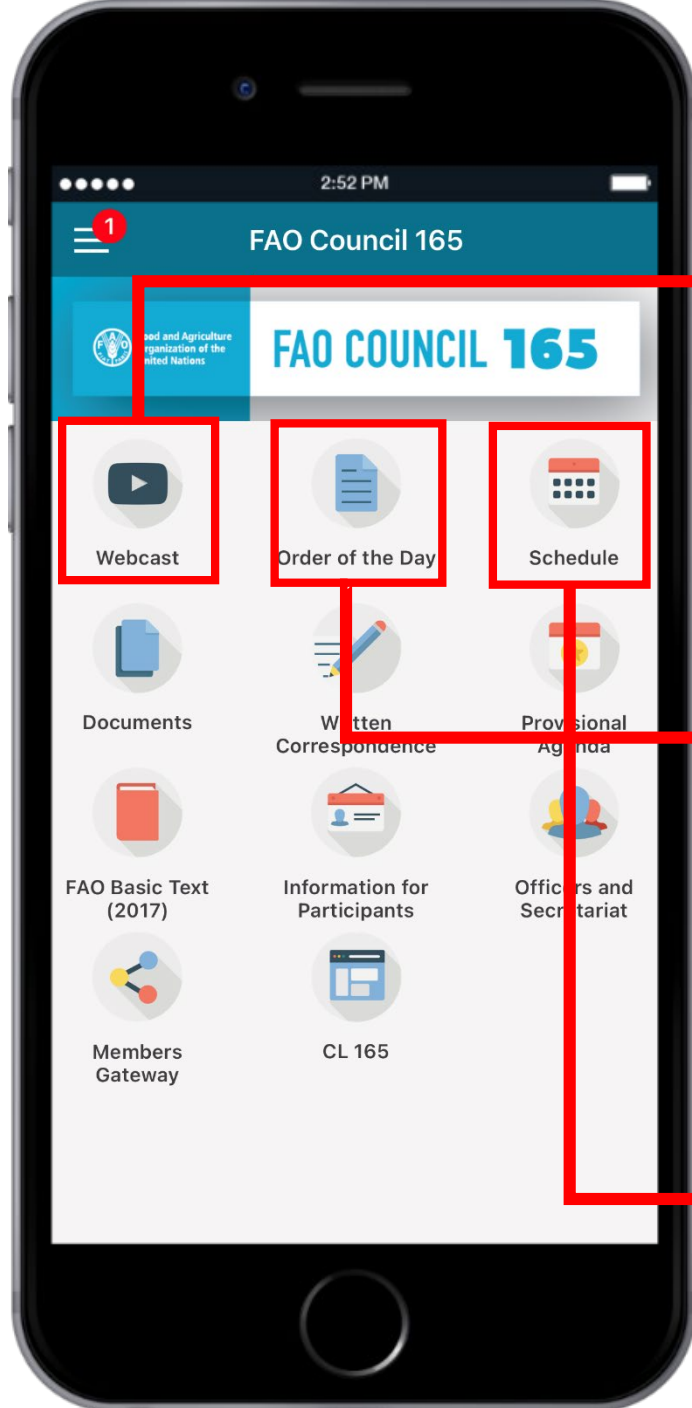 2:52 PM
1
FAO Council 165
Food and Agriculture
Organization of the
United Nations
FAO COUNCIL 165
Webcast
Order of the Day
Schedule
Documents
Written
Correspondence
Provisional
Agenda
FAO Basic Text
(2017)
Information for
Participants
Officers and
Secretariat
Members
Gateway
CL 165